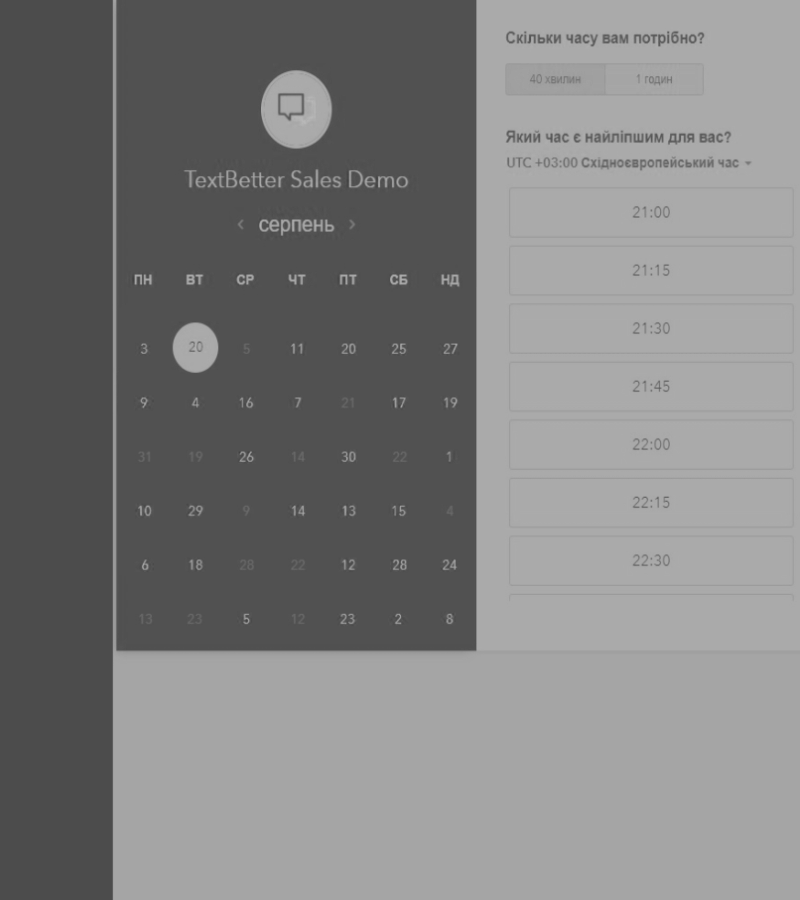 TextBetter Sales Demo
‹ серпень ›
ПН ВТ СР ЧТ ПТ СБ НД
3 20 5 11 20 25 27
9 4 16 7 21 17 19
31 19 26 14 30 22 1
10 29 9 14 13 15 4
6 18 28 22 12 28 24
13 23 5 12 23 2 8
Скільки часу вам потрібно?
40 хвилин 1 годин
Який час є найліпшим для вас?
UTC +03:00 Східноєвропейський час
21:00
21:15
21:30
21:45
22:00
22:15
22:30